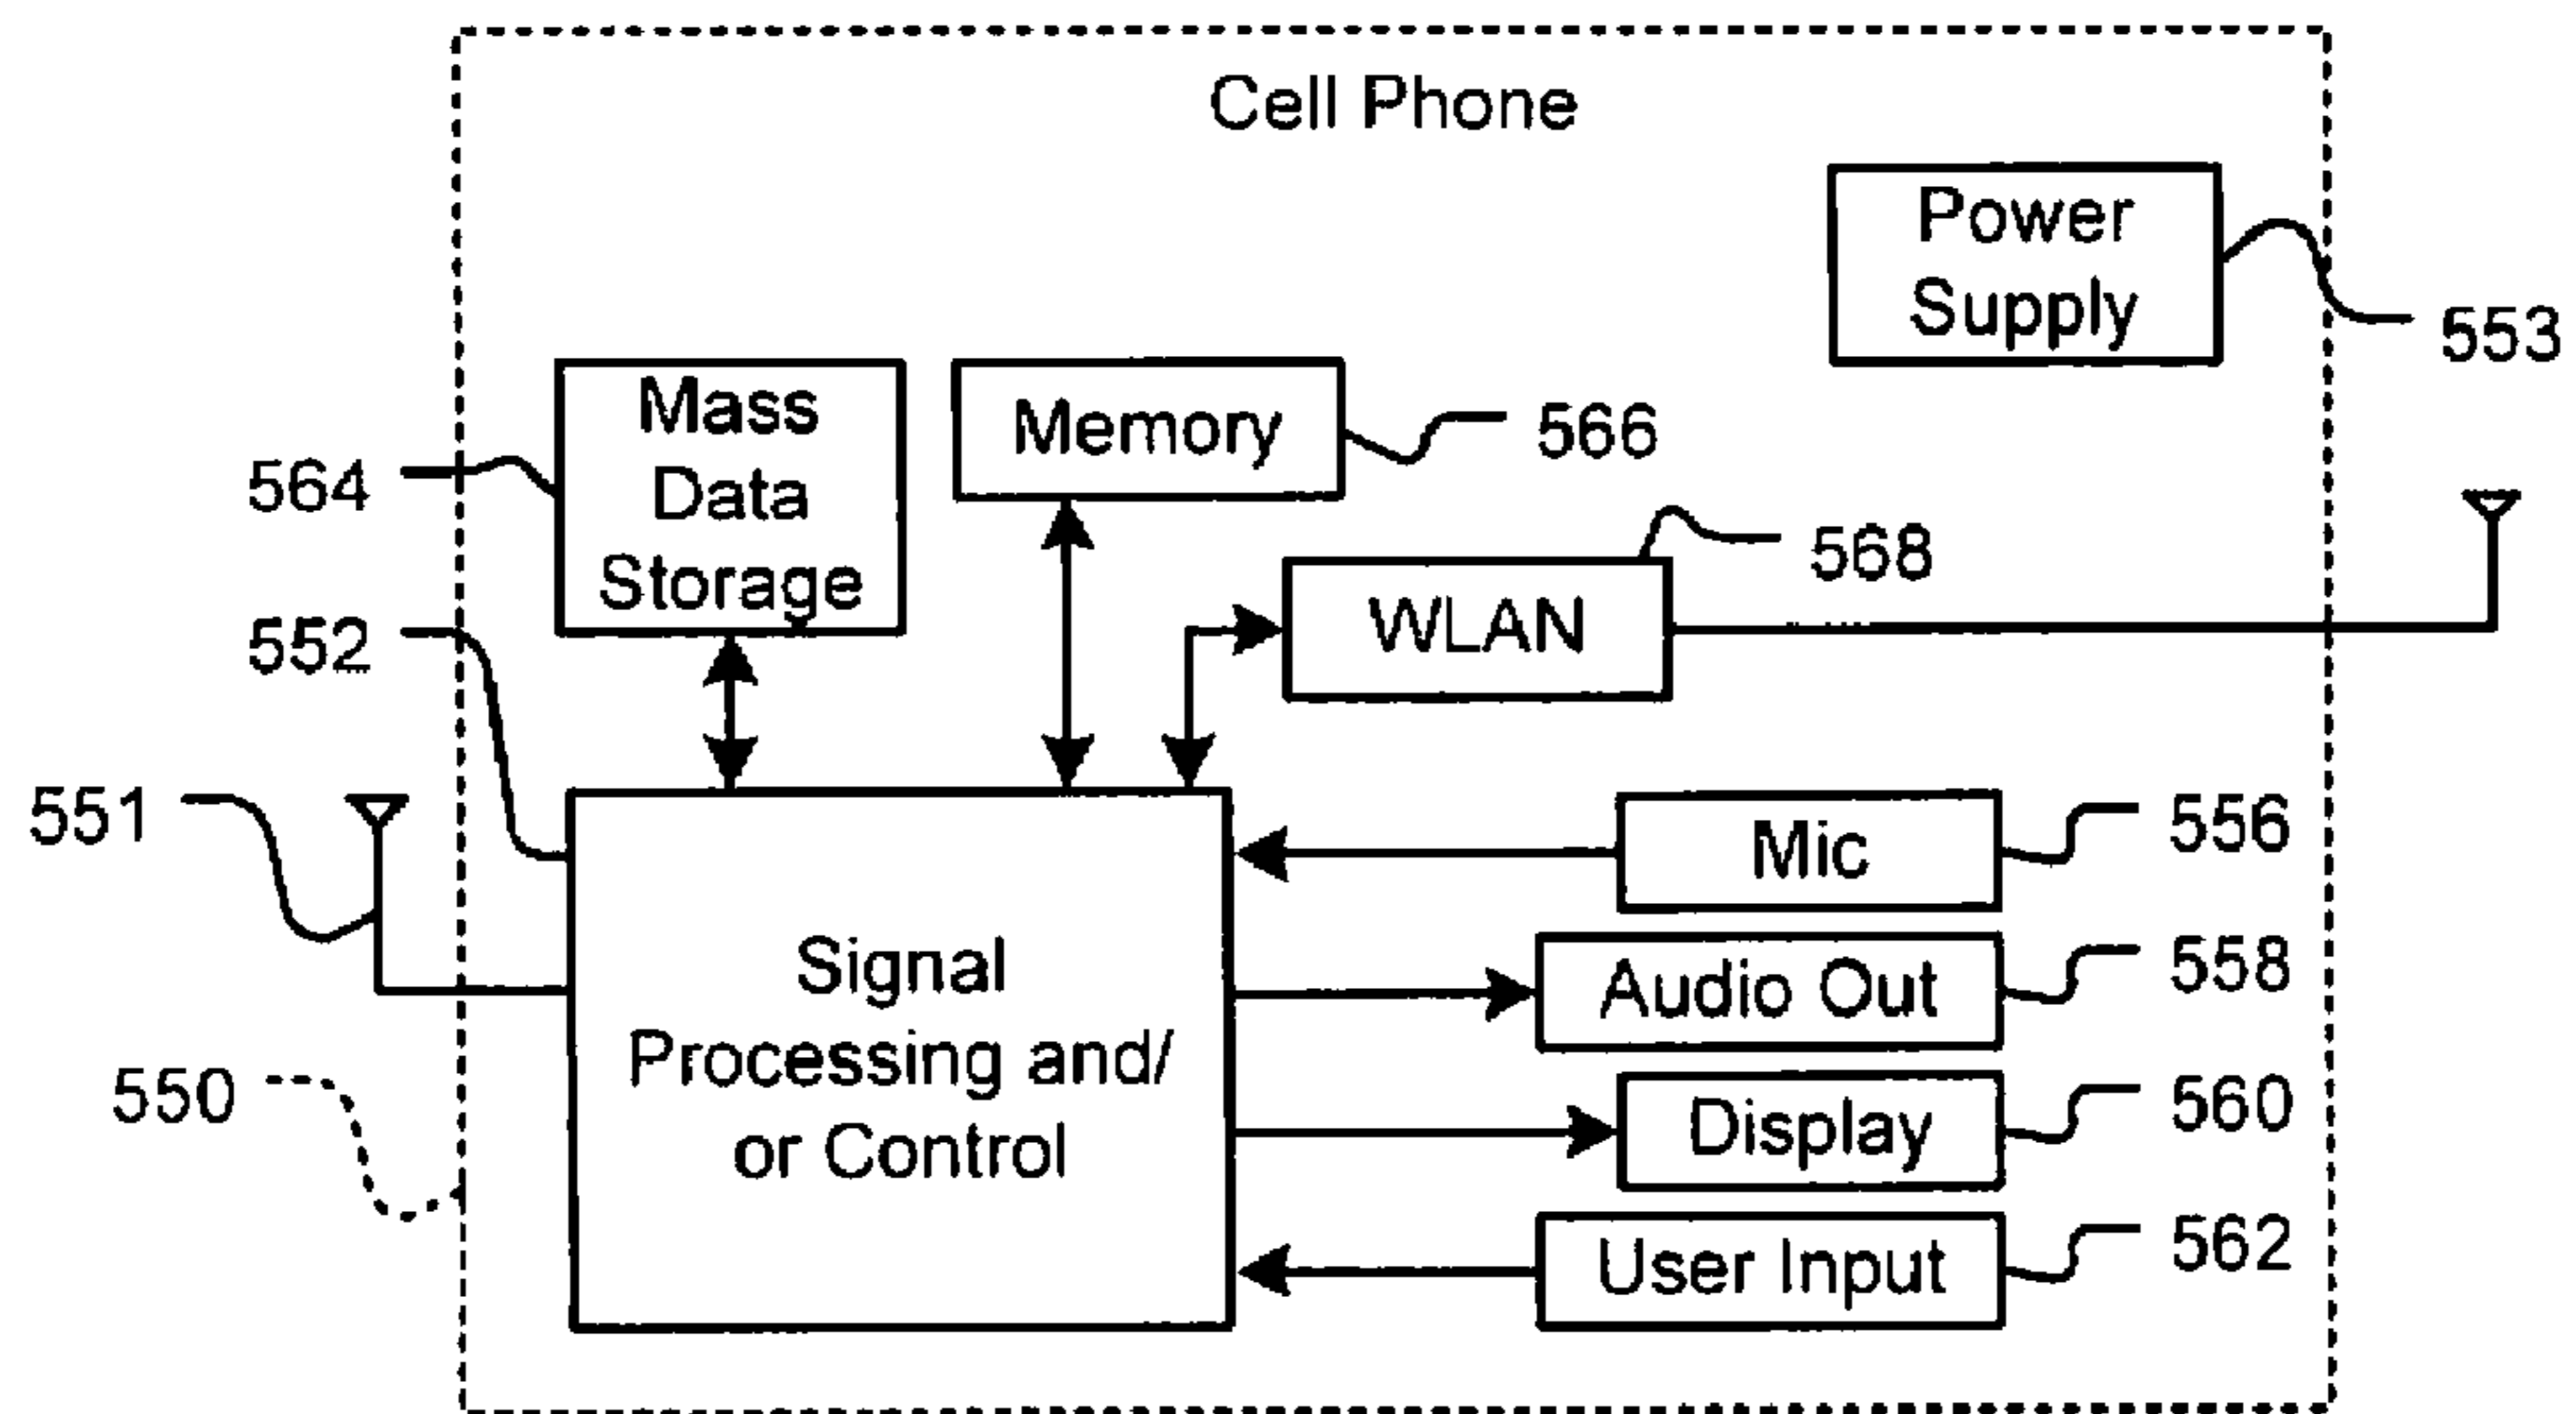 Cell Phone
Power
Supply
553
Mass
Data
Storage
564
Memory
566
568
WLAN
552
551
Mic
556
Signal
Processing and/
or Control
Audio Out
558
550
Display
560
User Input
562